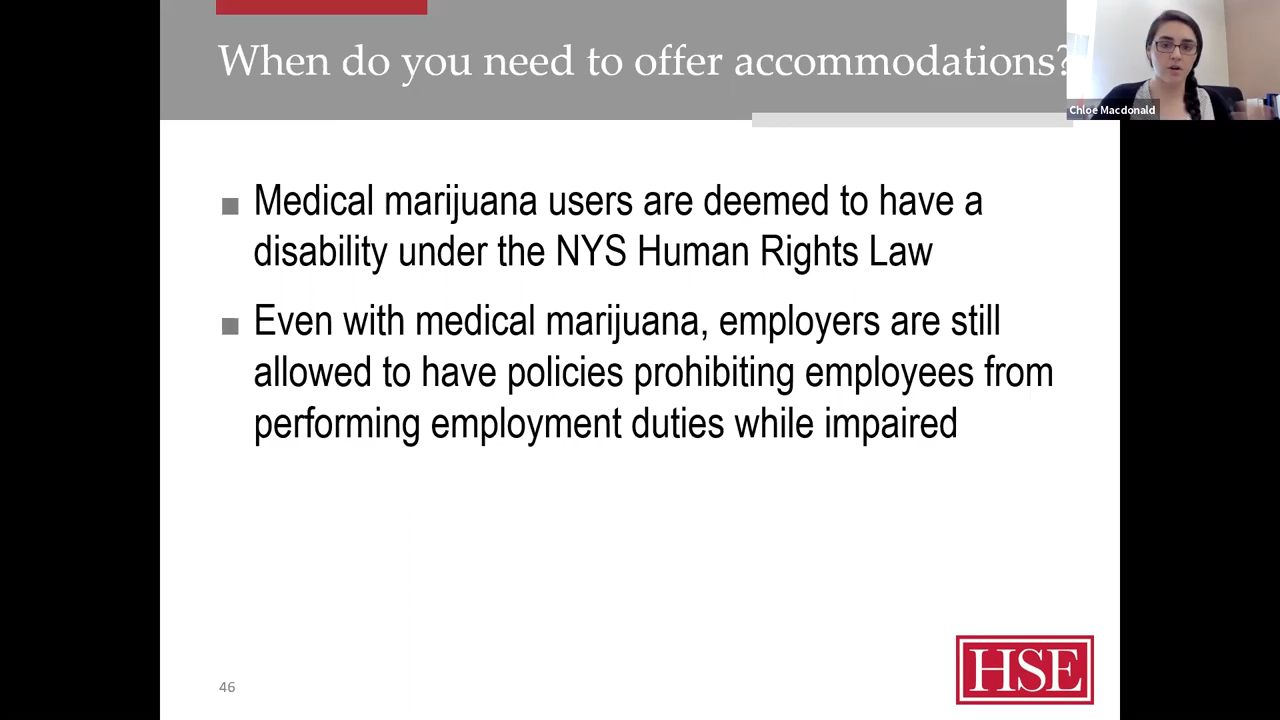 When do you need to offer accommodations?
Chloe Macdonald
Medical marijuana users are deemed to have a
disability under the NYS Human Rights Law
Even with medical marijuana, employers are still
allowed to have policies prohibiting employees from
performing employment duties while impaired
46
HSE